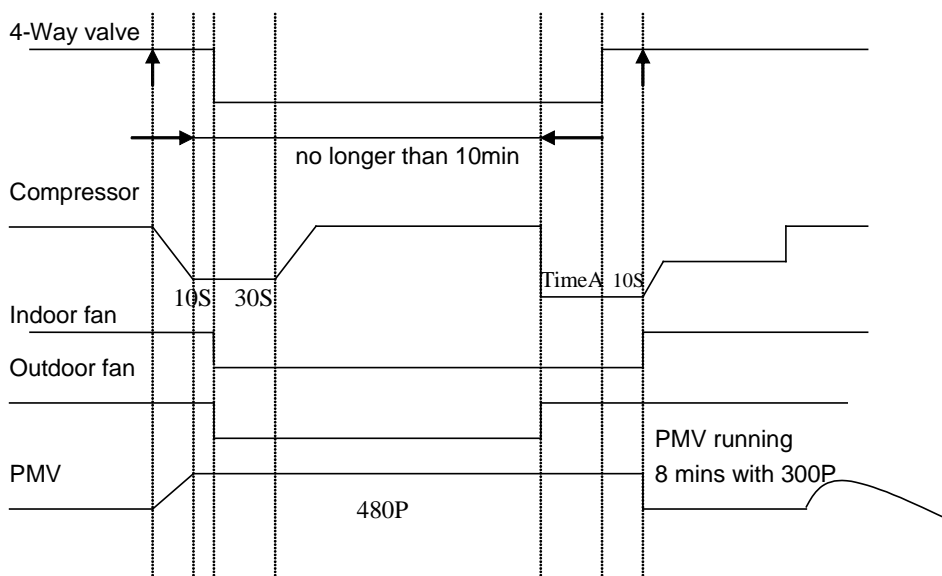 4-Way valve
no longer than 10min
Compressor
10S 30S
TimeA 10S
Indoor fan
Outdoor fan
PMV running
8 mins with 300P
PMV
480P